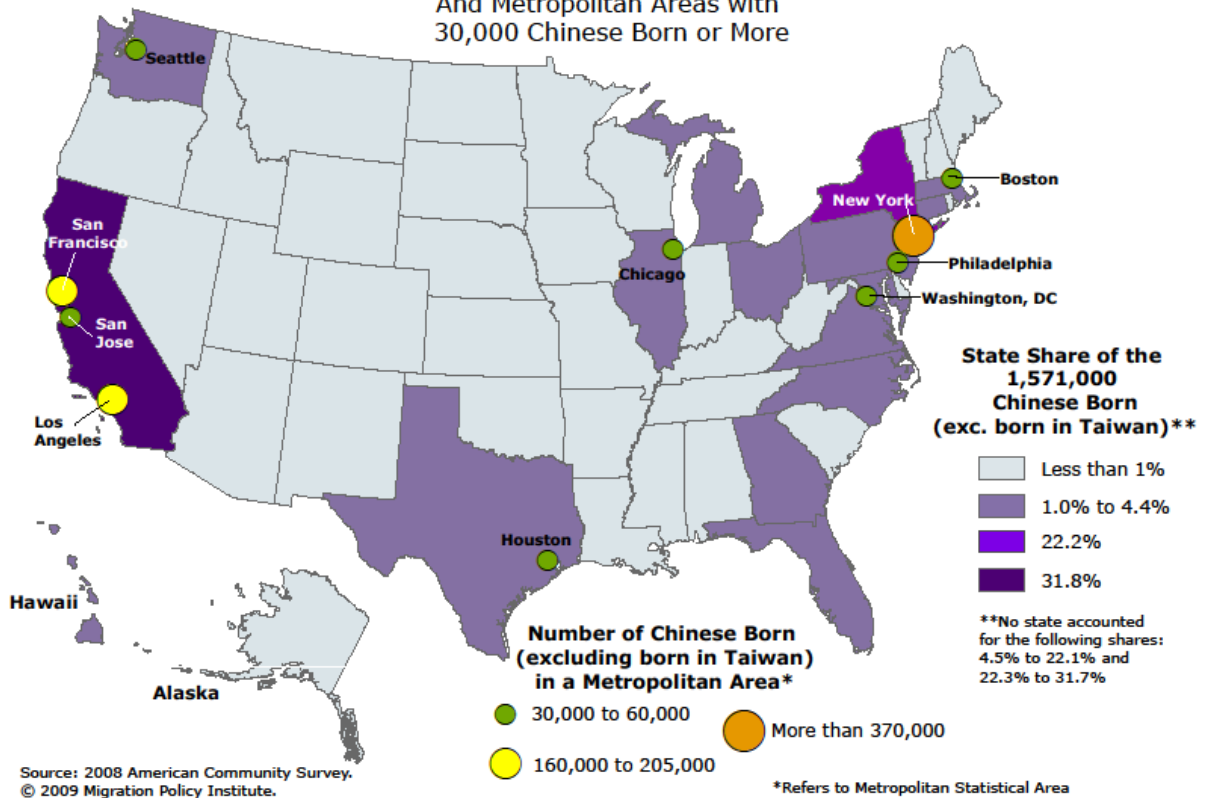 And Metropolitan Areas with
30,000 Chinese Born or More
Seattle
Boston
New York
San
Francisco
Chicago
Philadelphia
Washington, DC
San
Jose
Los
Angeles
State Share of the
1,571,000
Chinese Born
(exc. born in Taiwan)**
Less than 1%
1.0% to 4.4%
22.2%
31.8%
Houston
Hawaii
Alaska
**No state accounted
for the following shares:
4.5% to 22.1% and
22.3% to 31.7%
Number of Chinese Born
(excluding born in Taiwan)
in a Metropolitan Area*
30,000 to 60,000
More than 370,000
160,000 to 205,000
Source: 2008 American Community Survey.
© 2009 Migration Policy Institute.
*Refers to Metropolitan Statistical Area